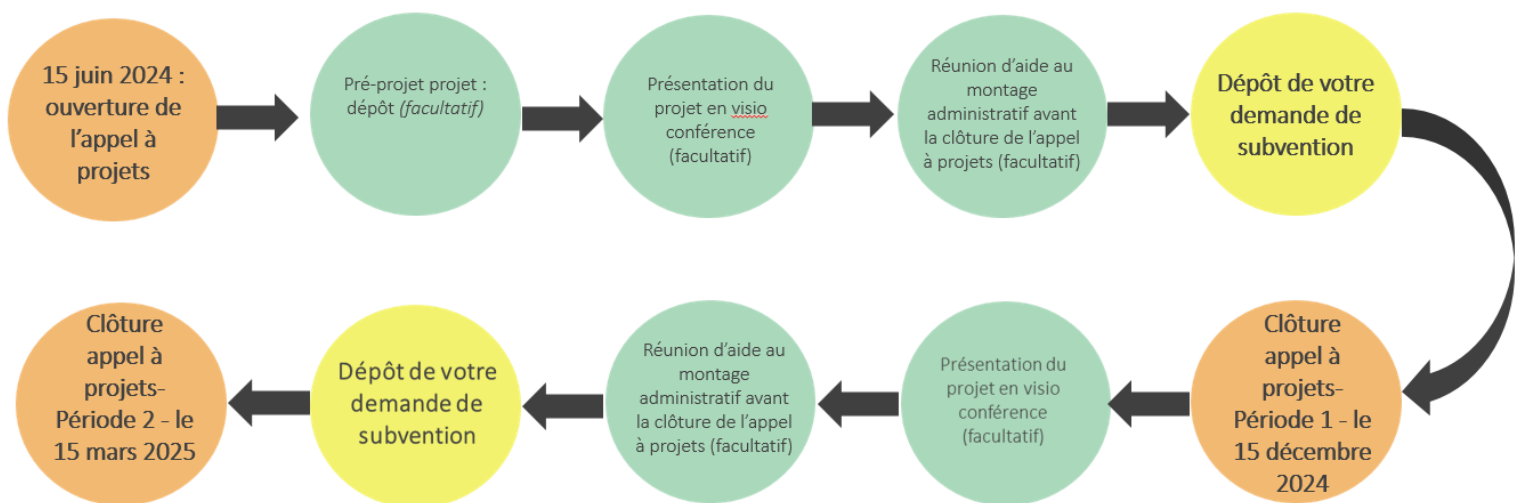 15 juin 2024 :
ouverture de
l'appel à
projets
Pré-projet projet :
dépôt (facultatif)
Présentation du
projet en visio
conférence
(facultatif)
Réunion d'aide au
montage
administratif avant
la clôture de l'appel
à projets (facultatif)
Dépôt de votre
demande de
subvention
Clôture
appel à
projets-
Période 1 - le
15 décembre
2024
Présentation du
projet en visio
conférence
(facultatif)
Réunion d'aide au
montage
administratif avant
la clôture de l'appel
à projets (facultatif)
Dépôt de votre
demande de
subvention
Clôture
appel à
projets-
Période 2 - le
15 mars 2025